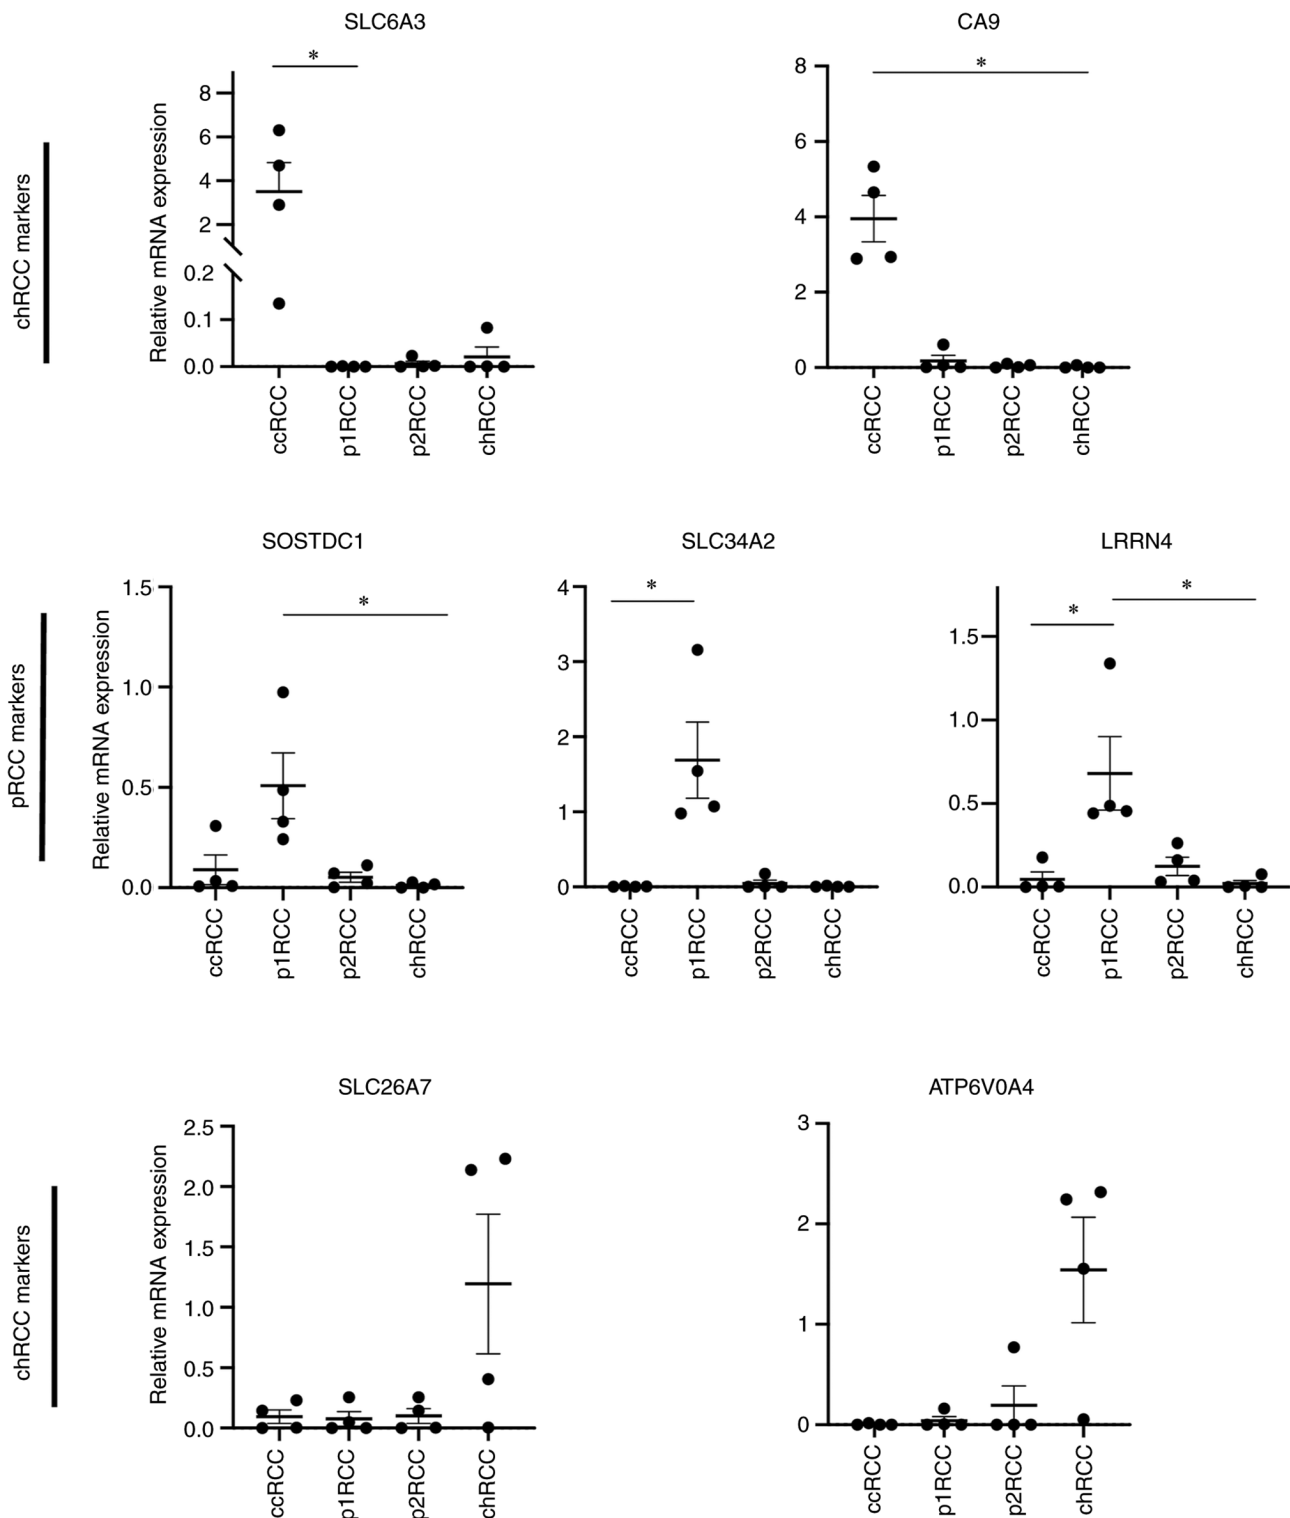 SLC6A3
*
chRCC markers
Relative mRNA expression
8
6
4
2
0.2
0.1
0.0
ccRCC
p1RCC
p2RCC
chRCC
CA9
*
8
6
4
2
0
ccRCC
p1RCC
p2RCC
chRCC
pRCC markers
SOSTDC1
*
Relative mRNA expression
1.5
1.0
0.5
0.0
ccRCC
p1RCC
p2RCC
chRCC
SLC34A2
*
4
3
2
1
0
ccRCC
p1RCC
p2RCC
chRCC
LRRN4
*
*
1.5
1.0
0.5
0.0
ccRCC
p1RCC
p2RCC
chRCC
chRCC markers
SLC26A7
Relative mRNA expression
2.5
2.0
1.5
1.0
0.5
0.0
ccRCC
p1RCC
p2RCC
chRCC
ATP6V0A4
3
2
1
0
ccRCC
p1RCC
p2RCC
chRCC